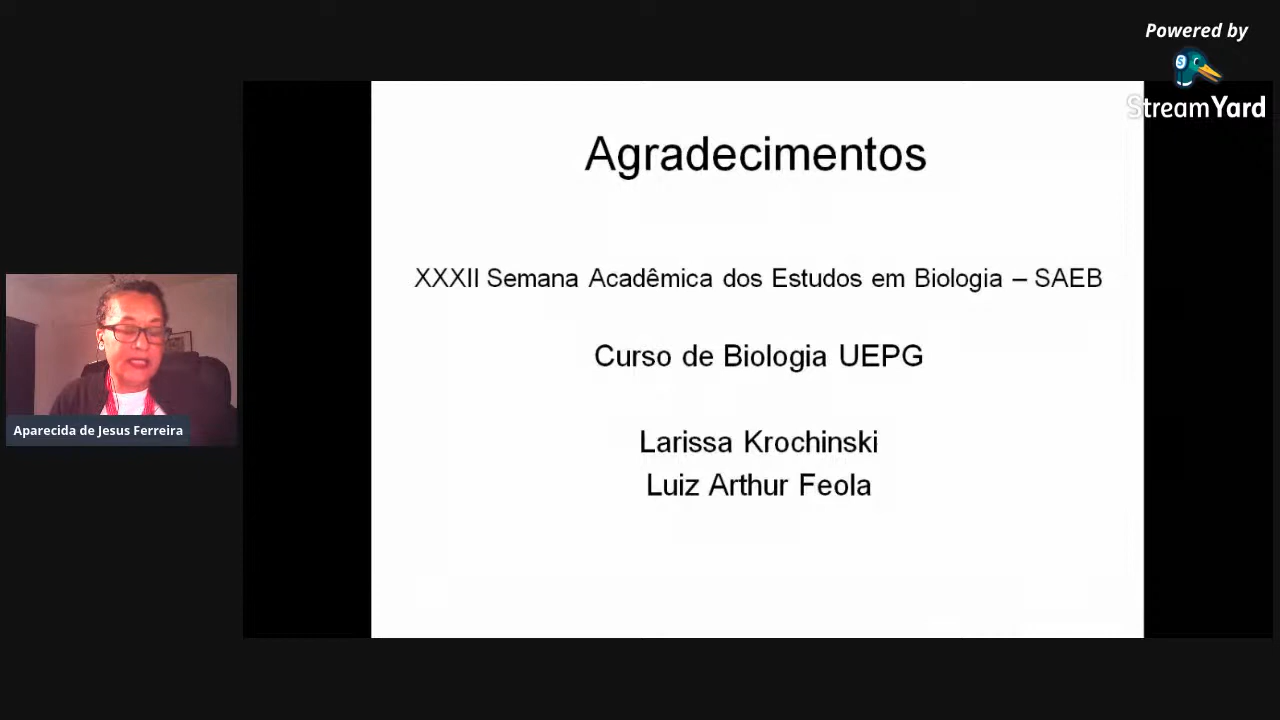 Powered by
StreamYard
Agradecimentos
XXXII Semana Acadêmica dos Estudos em Biologia – SAEB
Curso de Biologia UEPG
Larissa Krochinski
Luiz Arthur Feola
Aparecida de Jesus Ferreira